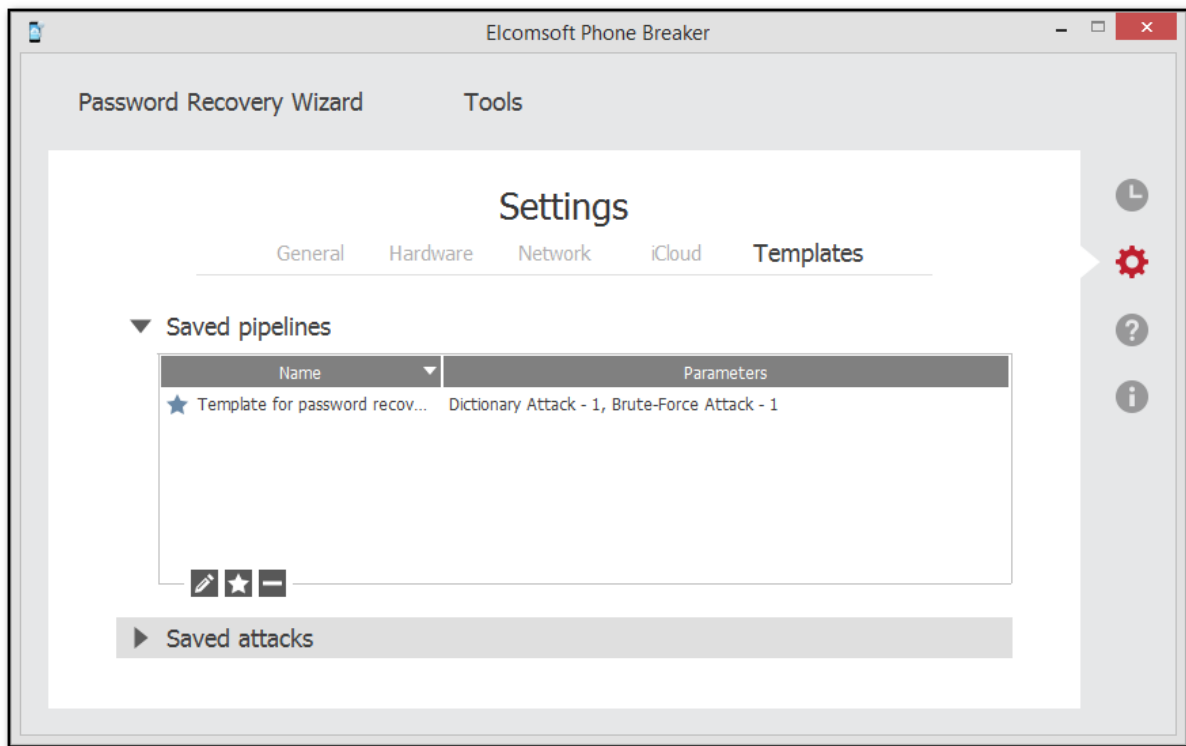 Elcomsoft Phone Breaker
Password Recovery Wizard Tools
Settings
General Hardware Network iCloud Templates
Saved pipelines
Name Parameters
Template for password recov... Dictionary Attack - 1, Brute-Force Attack - 1
Saved attacks